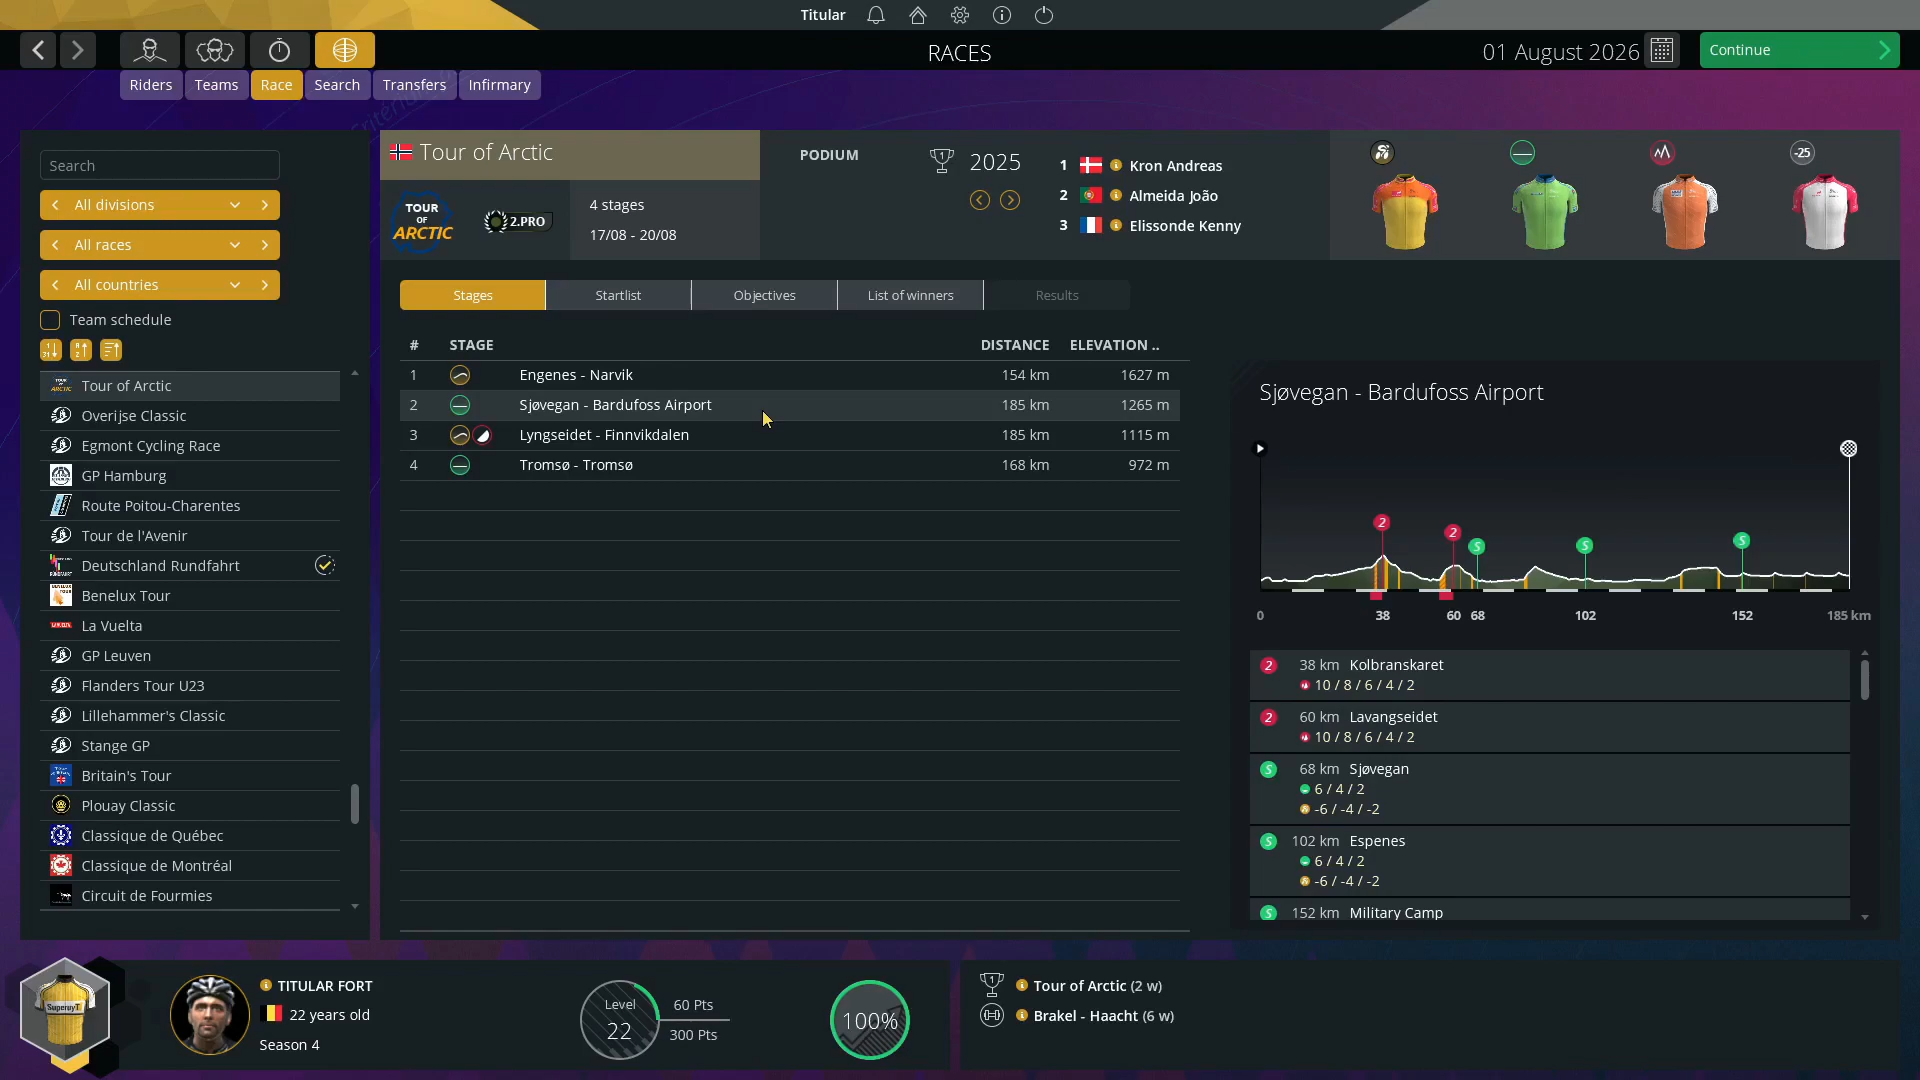 Titular
RACES
01 August 2026
Continue
Riders
Teams
Race
Search
Transfers
Infirmary
Search
All divisions
All races
All countries
Team schedule
Tour of Arctic
Overijse Classic
Egmont Cycling Race
GP Hamburg
Route Poitou-Charentes
Tour de l'Avenir
Deutschland Rundfahrt
Benelux Tour
La Vuelta
GP Leuven
Flanders Tour U23
Lillehammer's Classic
Stange GP
Britain's Tour
Plouay Classic
Classique de Québec
Classique de Montréal
Circuit de Fourmies
Tour of Arctic
TOUR
OF
ARCTIC
2.PRO
4 stages
17/08 - 20/08
PODIUM
1
2025
1 Kron Andreas
2 Almeida João
3 Elissonde Kenny
-25
Stages
Startlist
Objectives
List of winners
Results
# STAGE DISTANCE ELEVATION ..
1 Engenes - Narvik 154 km 1627 m
2 Sjøvegan - Bardufoss Airport 185 km 1265 m
3 Lyngseidet - Finnvikdalen 185 km 1115 m
4 Tromsø - Tromsø 168 km 972 m
Sjøvegan - Bardufoss Airport
2 2 S S S
0 38 60 68 102 152 185 km
2 38 km Kolbranskaret
10 / 8 / 6 / 4 / 2
2 60 km Lavangseidet
10 / 8 / 6 / 4 / 2
S 68 km Sjøvegan
6 / 4 / 2
-6 / -4 / -2
S 102 km Espenes
6 / 4 / 2
-6 / -4 / -2
S 152 km Military Camp
TITULAR FORT
22 years old
Season 4
Level
22
60 Pts
300 Pts
100%
1 Tour of Arctic (2 w)
Brakel - Haacht (6 w)